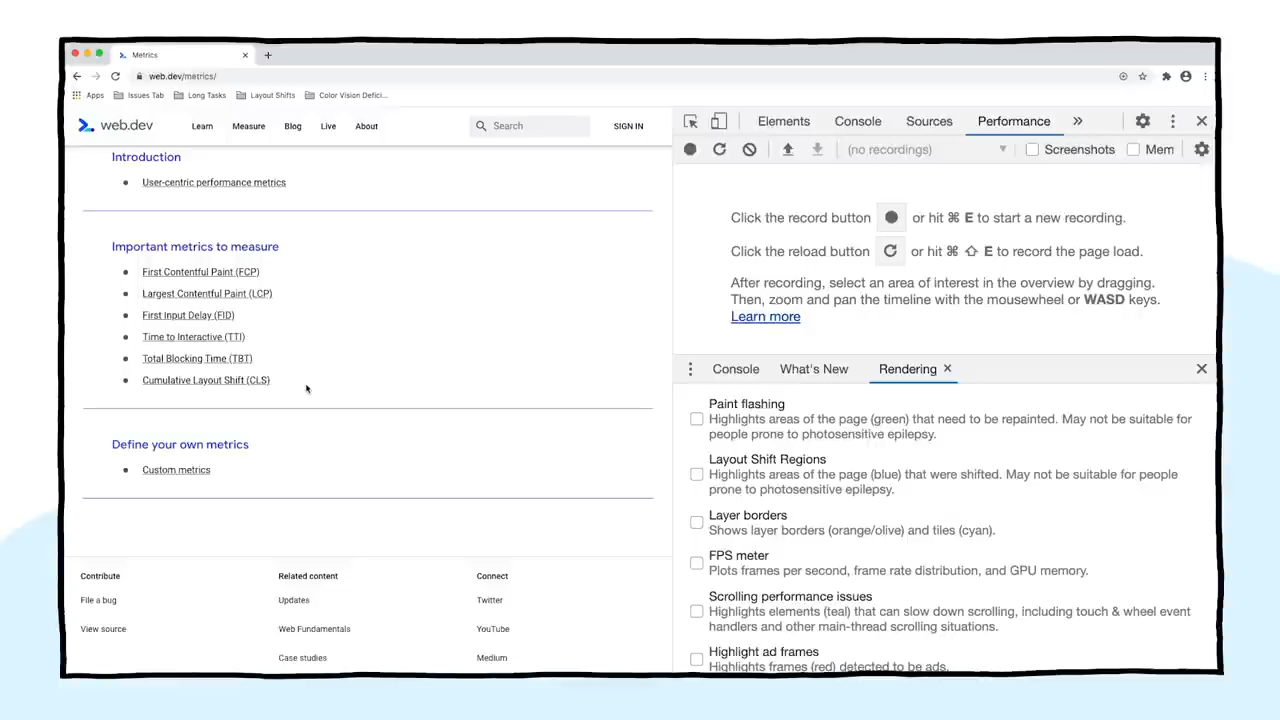 Metrics
web.dev/metrics/
Apps Issues Tab Long Tasks Layout Shifts Color Vision Defici...
web.dev Learn Measure Blog Live About Search SIGN IN
Introduction
User-centric performance metrics
Important metrics to measure
First Contentful Paint (FCP)
Largest Contentful Paint (LCP)
First Input Delay (FID)
Time to Interactive (TTI)
Total Blocking Time (TBT)
Cumulative Layout Shift (CLS)
Define your own metrics
Custom metrics
Contribute Related content Connect
File a bug Updates Twitter
View source Web Fundamentals YouTube
Case studies Medium
Elements Console Sources Performance
(no recordings) Screenshots Mem
Click the record button or hit ⌘ E to start a new recording.
Click the reload button or hit ⌘ ⇧ E to record the page load.
After recording, select an area of interest in the overview by dragging.
Then, zoom and pan the timeline with the mousewheel or WASD keys.
Learn more
Console What's New Rendering
Paint flashing
Highlights areas of the page (green) that need to be repainted. May not be suitable for
people prone to photosensitive epilepsy.
Layout Shift Regions
Highlights areas of the page (blue) that were shifted. May not be suitable for people
prone to photosensitive epilepsy.
Layer borders
Shows layer borders (orange/olive) and tiles (cyan).
FPS meter
Plots frames per second, frame rate distribution, and GPU memory.
Scrolling performance issues
Highlights elements (teal) that can slow down scrolling, including touch & wheel event
handlers and other main-thread scrolling situations.
Highlight ad frames
Highlights frames (red) detected to be ads.